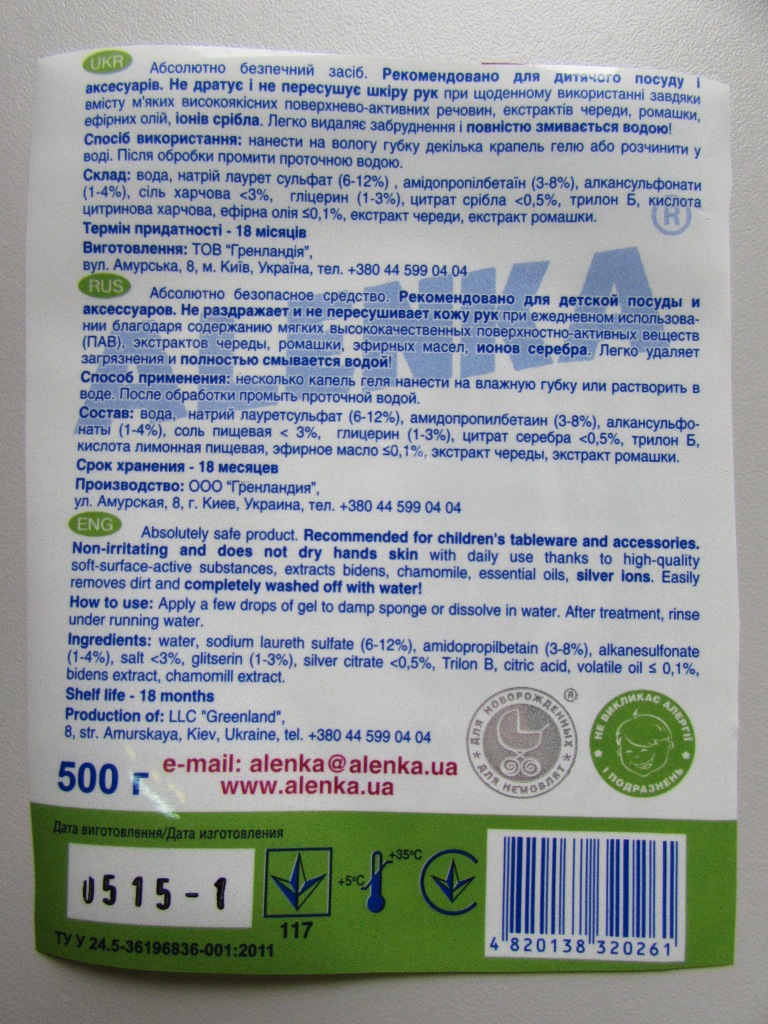 UKR
Абсолютно безпечний засіб. Рекомендовано для дитячого посуду і
аксесуарів. Не дратує і не пересушує шкіру рук при щоденному використанні завдяки
вмісту м'яких високоякісних поверхнево-активних речовин, екстрактів череди, ромашки,
ефірних олій, іонів срібла. Легко видаляє забруднення і повністю змивається водою!
Спосіб використання: нанести на вологу губку декілька крапель гелю або розчинити у
воді. Після обробки промити проточною водою.
Склад: вода, натрій лаурет сульфат (6-12%) , амідопропілбетаїн (3-8%), алкансульфонати
(1-4%), сіль харчова <3%, гліцерин (1-3%), цитрат срібла <0,5%, трилон Б, кислота
цитринова харчова, ефірна олія ≤0,1%, екстракт череди, екстракт ромашки.
Термін придатності - 18 місяців
Виготовлення: ТОВ "Гренландія",
вул. Амурська, 8, м. Київ, Україна, тел. +380 44 599 04 04
ALENKA ®
RUS
Абсолютно безопасное средство. Рекомендовано для детской посуды и
аксессуаров. Не раздражает и не пересушивает кожу рук при ежедневном использова-
нии благодаря содержанию мягких высококачественных поверхностно-активных веществ
(ПАВ), экстрактов череды, ромашки, эфирных масел, ионов серебра. Легко удаляет
загрязнения и полностью смывается водой!
Способ применения: несколько капель геля нанести на влажную губку или растворить в
воде. После обработки промыть проточной водой.
Состав: вода, натрий лауретсульфат (6-12%), амидопропилбетаин (3-8%), алкансульфо-
наты (1-4%), соль пищевая < 3%, глицерин (1-3%), цитрат серебра <0,5%, трилон Б,
кислота лимонная пищевая, эфирное масло ≤0,1%, экстракт череды, экстракт ромашки.
Срок хранения - 18 месяцев
Производство: ООО "Гренландия",
ул. Амурская, 8, г. Киев, Украина, тел. +380 44 599 04 04
ENG
Absolutely safe product. Recommended for children's tableware and accessories.
Non-irritating and does not dry hands skin with daily use thanks to high-quality
soft-surface-active substances, extracts bidens, chamomile, essential oils, silver ions. Easily
removes dirt and completely washed off with water!
How to use: Apply a few drops of gel to damp sponge or dissolve in water. After treatment, rinse
under running water.
Ingredients: water, sodium laureth sulfate (6-12%), amidopropilbetain (3-8%), alkanesulfonate
(1-4%), salt <3%, glitserin (1-3%), silver citrate <0,5%, Trilon B, citric acid, volatile oil ≤ 0,1%,
bidens extract, chamomill extract.
Shelf life - 18 months
Production of: LLC "Greenland",
8, str. Amurskaya, Kiev, Ukraine, tel. +380 44 599 04 04
ДЛЯ НОВОРОЖДЕННЫХ ®
ДЛЯ НЕМОВЛЯТ
НЕ ВИКЛИКАЄ АЛЕРГІЇ
І ПОДРАЗНЕНЬ
500 г
e-mail: alenka@alenka.ua
www.alenka.ua
Дата виготовлення/Дата изготовления
0515-1
117
+5°C
+35°C
ТУ У 24.5-36196836-001:2011
4 820138 320261